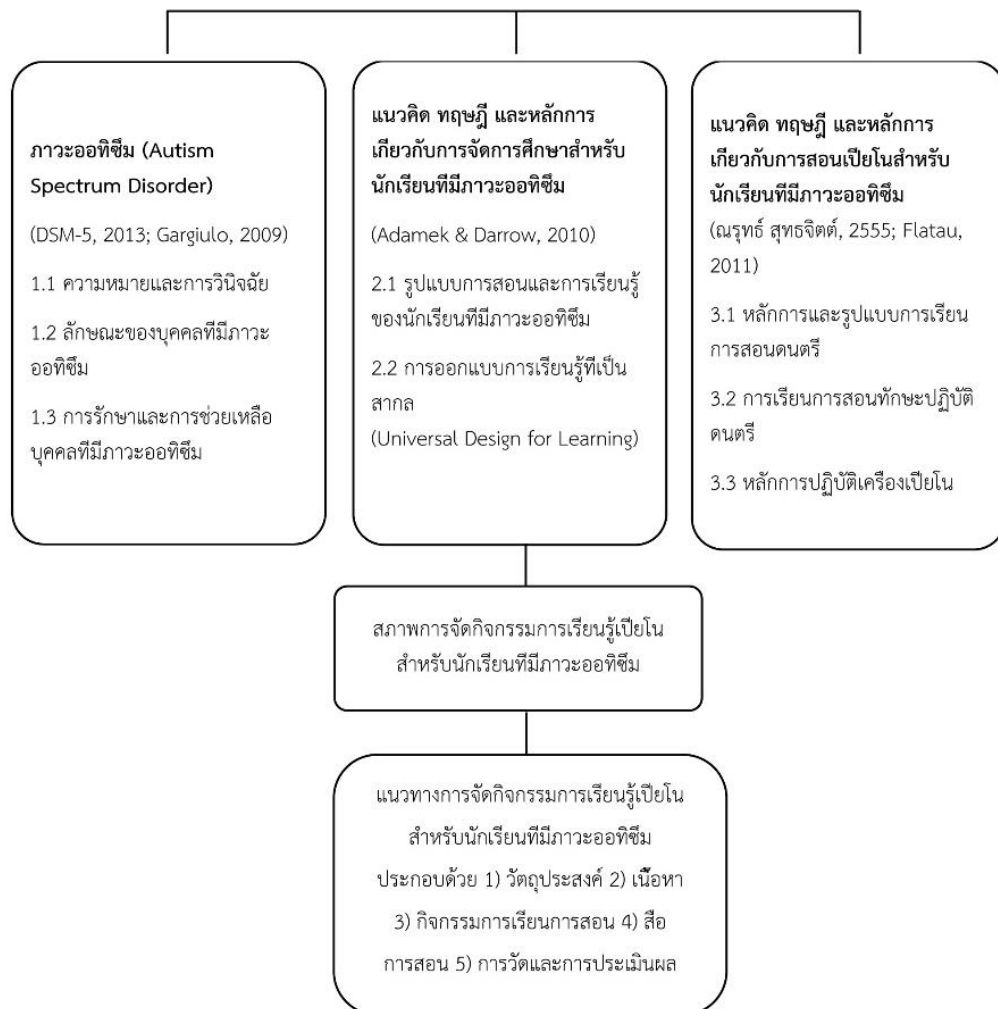 ภาวะออทิซึม (Autism
Spectrum Disorder)
(DSM-5, 2013; Gargiulo, 2009)
1.1 ความหมายและการวินิจฉัย
1.2 ลักษณะของบุคคลที่มีภาวะ
ออทิซึม
1.3 การรักษาและการช่วยเหลือ
บุคคลที่มีภาวะออทิซึม
แนวคิด ทฤษฎี และหลักการ
เกี่ยวกับการจัดการศึกษาสำหรับ
นักเรียนที่มีภาวะออทิซึม
(Adamek & Darrow, 2010)
2.1 รูปแบบการสอนและการเรียนรู้
ของนักเรียนที่มีภาวะออทิซึม
2.2 การออกแบบการเรียนรู้ที่เป็น
สากล
(Universal Design for Learning)
แนวคิด ทฤษฎี และหลักการ
เกี่ยวกับการสอนเปียโนสำหรับ
นักเรียนที่มีภาวะออทิซึม
(ณรุทธ์ สุทธจิตต์, 2555; Flatau,
2011)
3.1 หลักการและรูปแบบการเรียน
การสอนดนตรี
3.2 การเรียนการสอนทักษะปฏิบัติ
ดนตรี
3.3 หลักการปฏิบัติเครื่องเปียโน
สภาพการจัดกิจกรรมการเรียนรู้เปียโน
สำหรับนักเรียนที่มีภาวะออทิซึม
แนวทางการจัดกิจกรรมการเรียนรู้เปียโน
สำหรับนักเรียนที่มีภาวะออทิซึม
ประกอบด้วย 1) วัตถุประสงค์ 2) เนื้อหา
3) กิจกรรมการเรียนการสอน 4) สื่อ
การสอน 5) การวัดและการประเมินผล